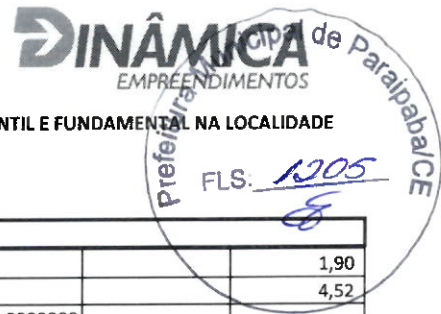 DINÂMICA
EMPREENDIMENTOS
Prefeitura Municipal de Paraipaba/CE
NTIL E FUNDAMENTAL NA LOCALIDADE
FLS: 1205
1,90
4,52